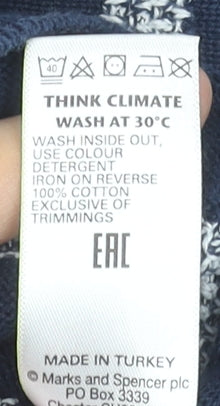 40
THINK CLIMATE
WASH AT 30°C
WASH INSIDE OUT,
USE COLOUR
DETERGENT
IRON ON REVERSE
100% COTTON
EXCLUSIVE OF
TRIMMINGS
EAC
MADE IN TURKEY
© Marks and Spencer plc
PO Box 3339
Chester